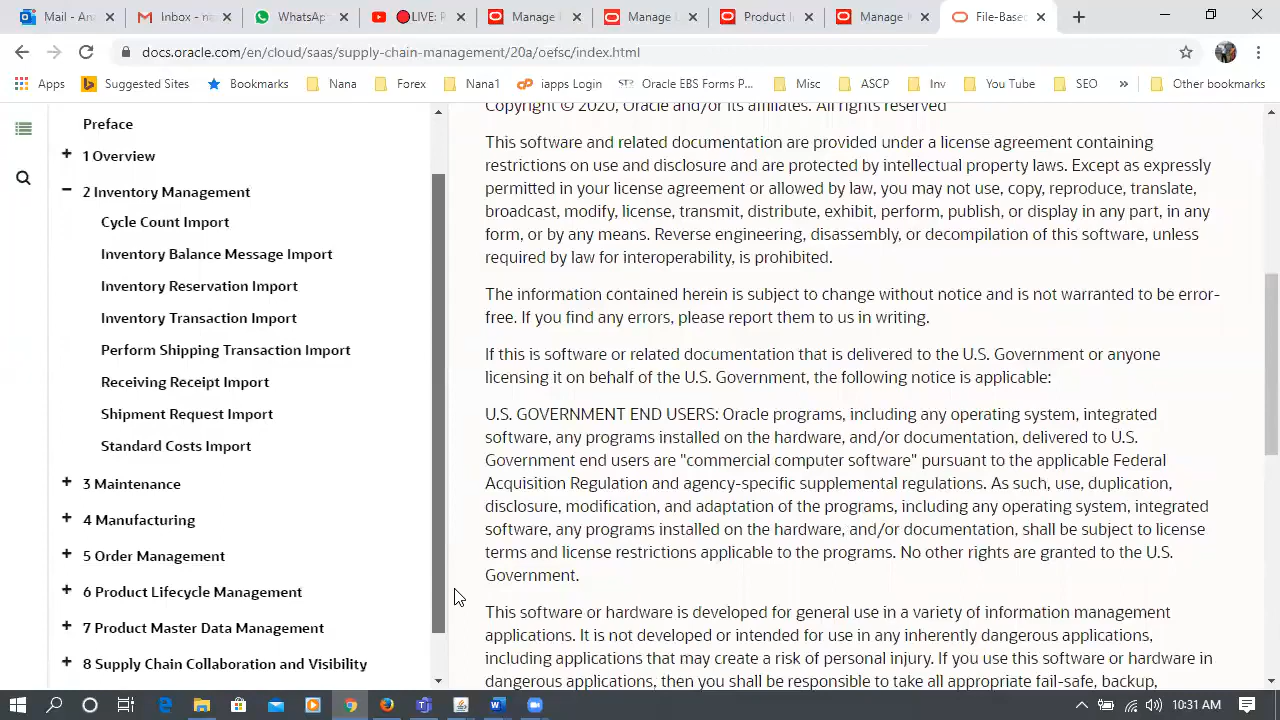 Mail - An
Inbox - n
WhatsApp
LIVE: R
Manage
Manage
Product I
Manage
File-Base
docs.oracle.com/en/cloud/saas/supply-chain-management/20a/oefsc/index.html
Apps
Suggested Sites
Bookmarks
Nana
Forex
Nana1
iapps Login
Oracle EBS Forms P...
Misc
ASCP
Inv
You Tube
SEO
»
Other bookmarks
Preface
+ 1 Overview
− 2 Inventory Management
Cycle Count Import
Inventory Balance Message Import
Inventory Reservation Import
Inventory Transaction Import
Perform Shipping Transaction Import
Receiving Receipt Import
Shipment Request Import
Standard Costs Import
+ 3 Maintenance
+ 4 Manufacturing
+ 5 Order Management
+ 6 Product Lifecycle Management
+ 7 Product Master Data Management
+ 8 Supply Chain Collaboration and Visibility
Copyright © 2020, Oracle and/or its affiliates. All rights reserved
This software and related documentation are provided under a license agreement containing
restrictions on use and disclosure and are protected by intellectual property laws. Except as expressly
permitted in your license agreement or allowed by law, you may not use, copy, reproduce, translate,
broadcast, modify, license, transmit, distribute, exhibit, perform, publish, or display in any part, in any
form, or by any means. Reverse engineering, disassembly, or decompilation of this software, unless
required by law for interoperability, is prohibited.
The information contained herein is subject to change without notice and is not warranted to be error-
free. If you find any errors, please report them to us in writing.
If this is software or related documentation that is delivered to the U.S. Government or anyone
licensing it on behalf of the U.S. Government, the following notice is applicable:
U.S. GOVERNMENT END USERS: Oracle programs, including any operating system, integrated
software, any programs installed on the hardware, and/or documentation, delivered to U.S.
Government end users are "commercial computer software" pursuant to the applicable Federal
Acquisition Regulation and agency-specific supplemental regulations. As such, use, duplication,
disclosure, modification, and adaptation of the programs, including any operating system, integrated
software, any programs installed on the hardware, and/or documentation, shall be subject to license
terms and license restrictions applicable to the programs. No other rights are granted to the U.S.
Government.
This software or hardware is developed for general use in a variety of information management
applications. It is not developed or intended for use in any inherently dangerous applications,
including applications that may create a risk of personal injury. If you use this software or hardware in
dangerous applications, then you shall be responsible to take all appropriate fail-safe, backup,
10:31 AM